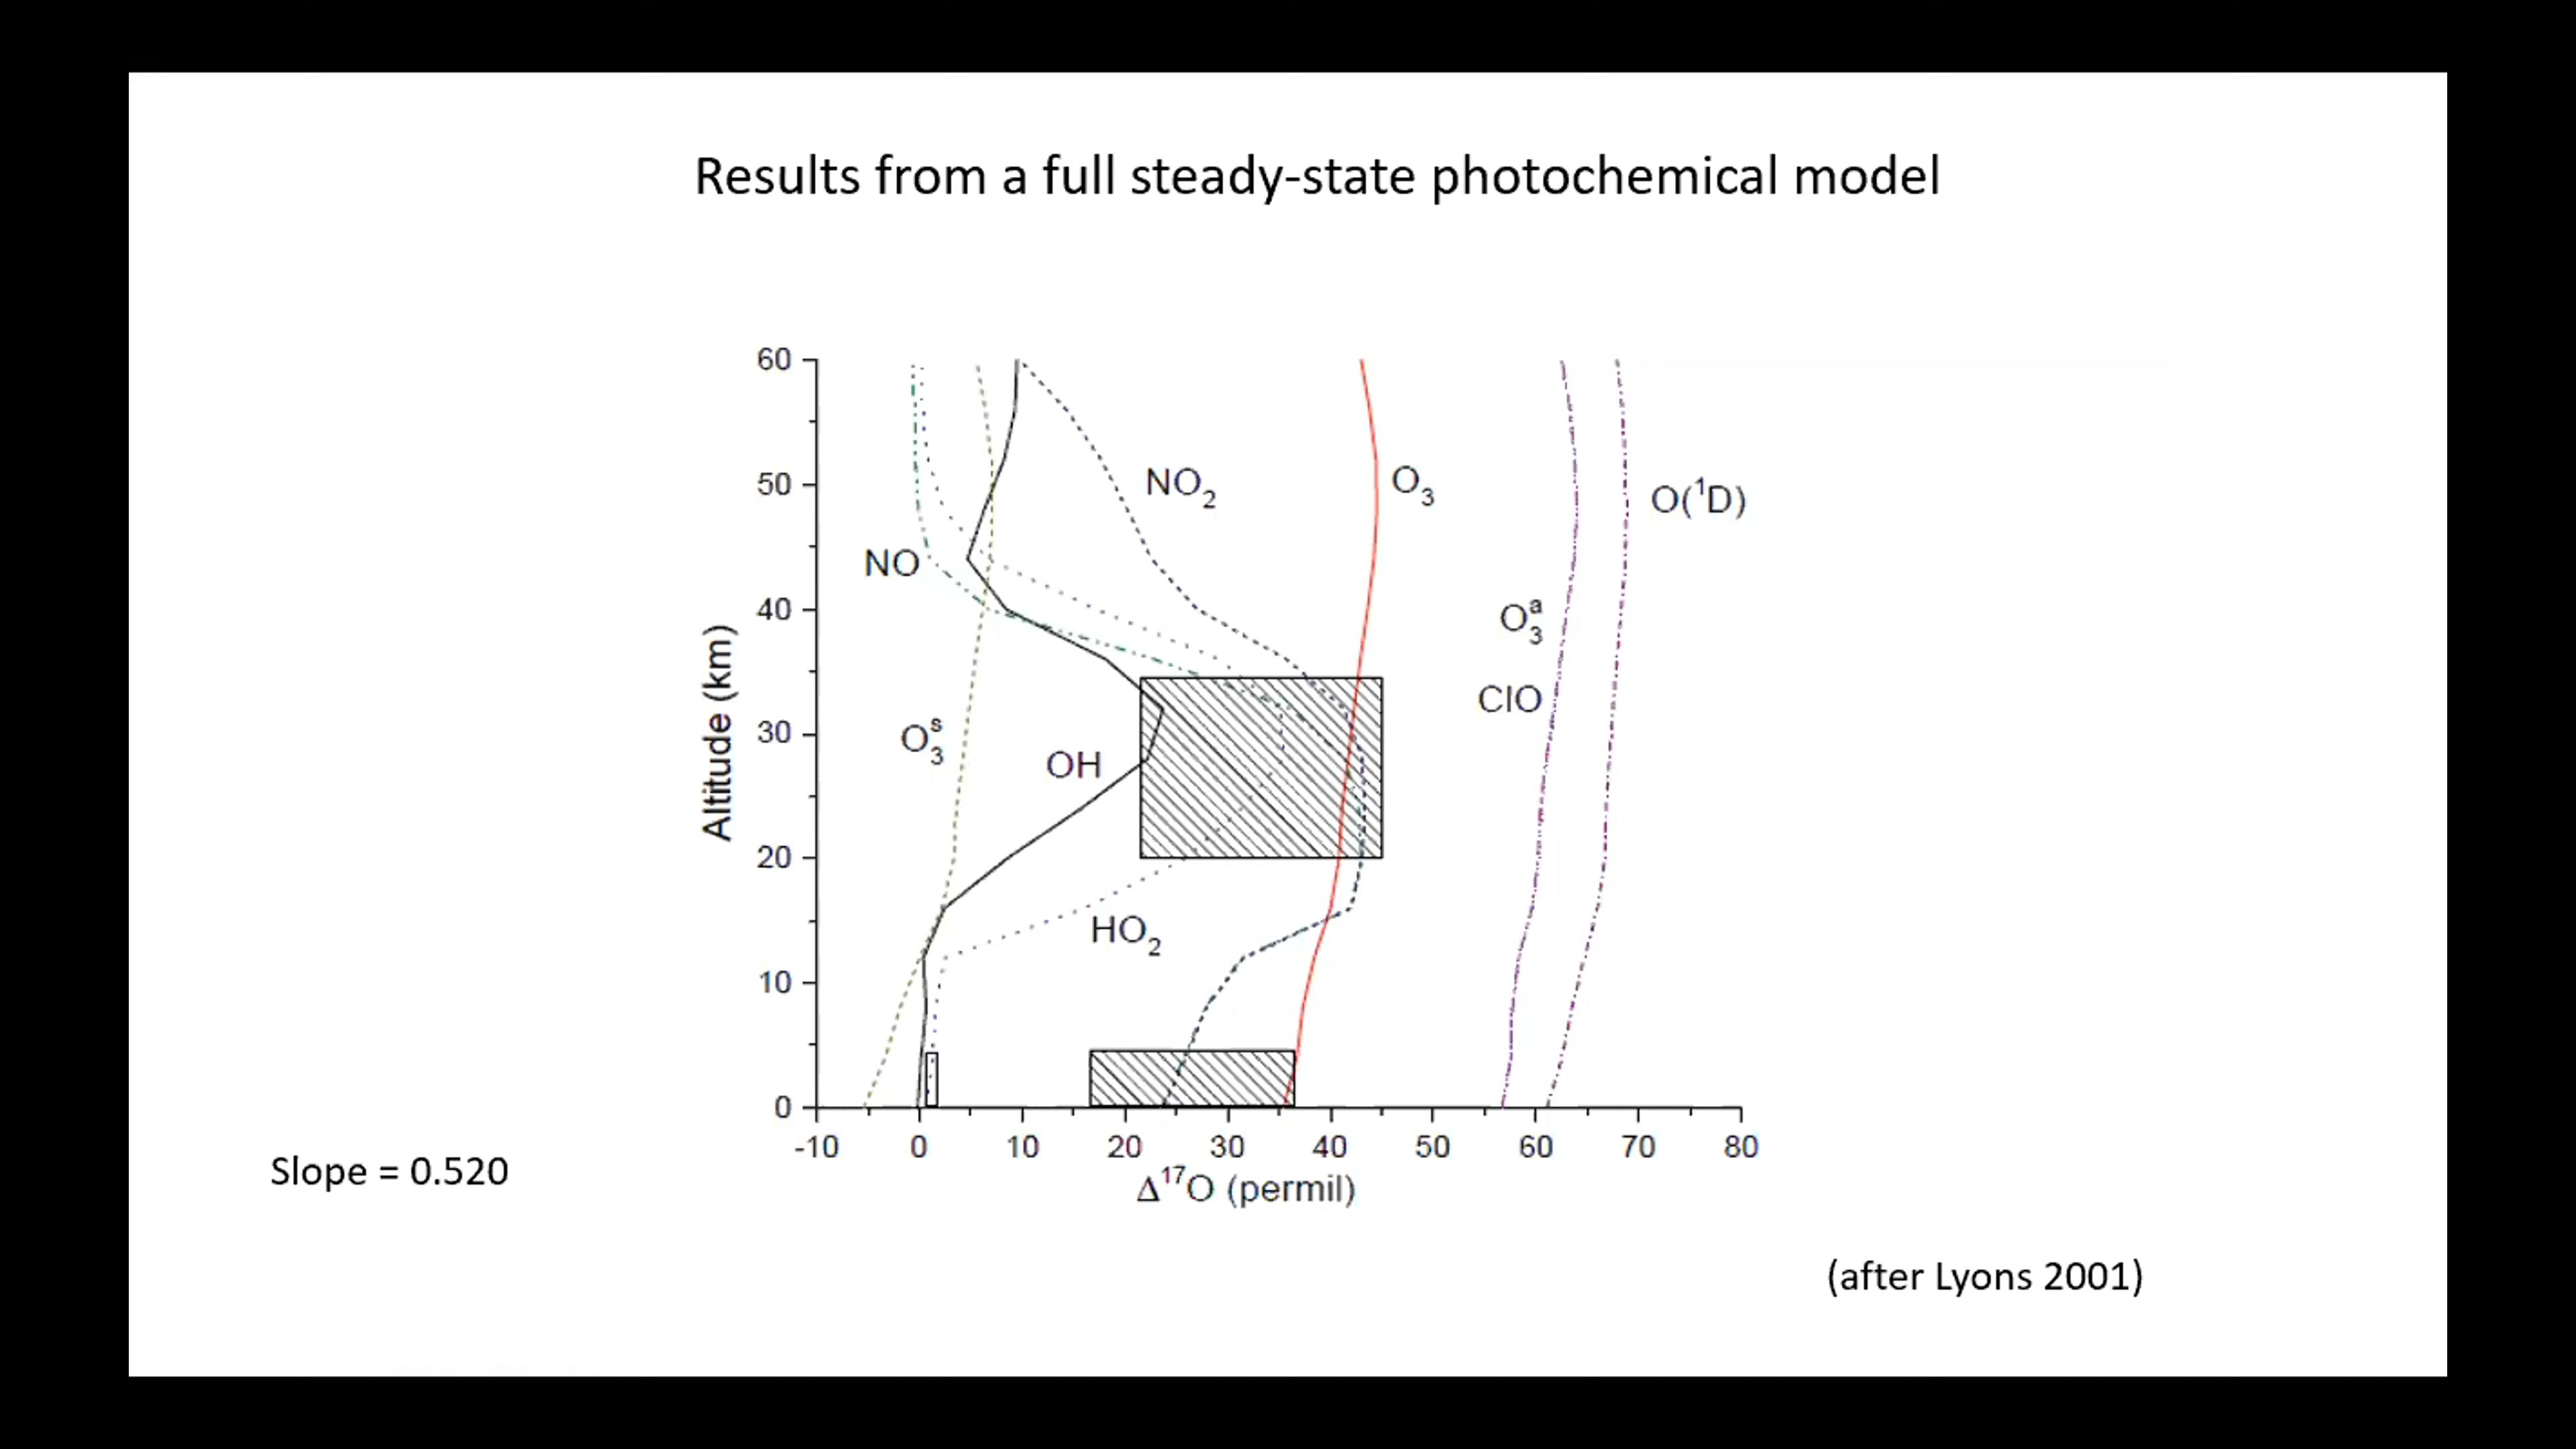 Results from a full steady-state photochemical model
60
50
40
30
20
10
0
Altitude (km)
NO₂
O₃
O(¹D)
NO
O₃ᵃ
ClO
O₃ˢ
OH
HO₂
-10 0 10 20 30 40 50 60 70 80
Δ¹⁷O (permil)
Slope = 0.520
(after Lyons 2001)